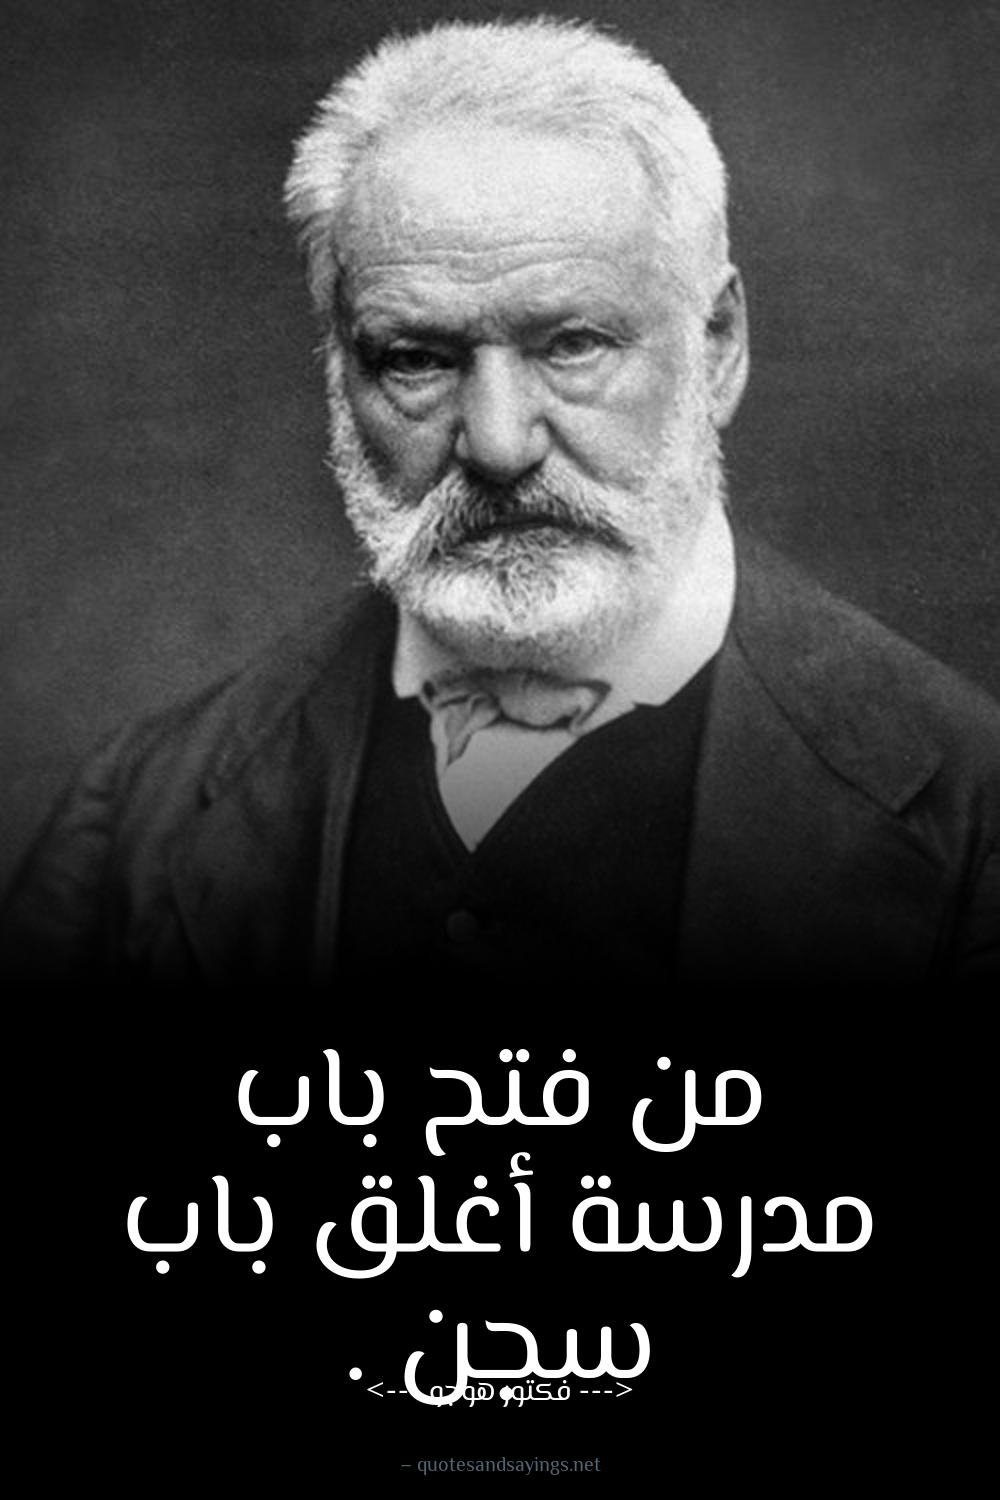 من فتح باب
مدرسة أغلق باب
سجن .
<--- فكتور هوجو --->
– quotesandsayings.net